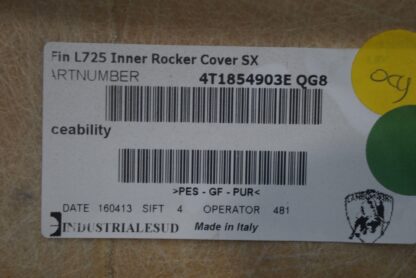 Fin L725 Inner Rocker Cover SX
ARTNUMBER 4T1854903E QG8
ceability
>PES - GF - PUR<
DATE 160413 SIFT 4 OPERATOR 481
INDUSTRIALESUD Made in Italy